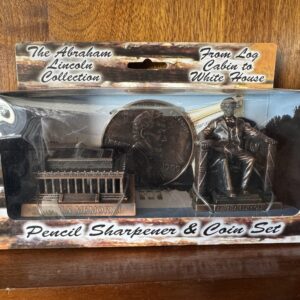 The Abraham
Lincoln
Collection
From Log
Cabin to
White House
Pencil Sharpener & Coin Set